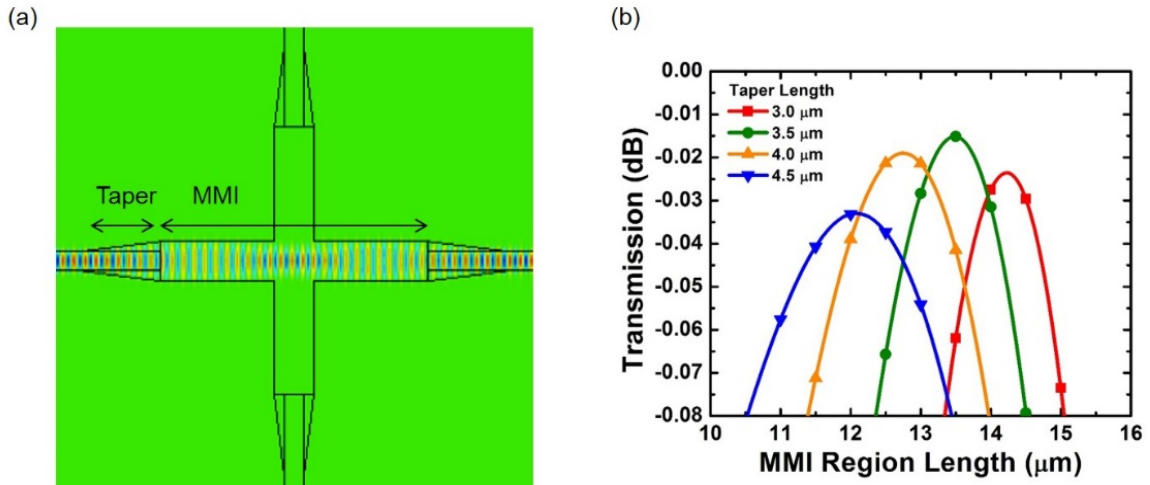 (a)
Taper
MMI
(b)
Transmission (dB)
0.00
-0.01
-0.02
-0.03
-0.04
-0.05
-0.06
-0.07
-0.08
Taper Length
3.0 μm
3.5 μm
4.0 μm
4.5 μm
10 11 12 13 14 15 16
MMI Region Length (μm)